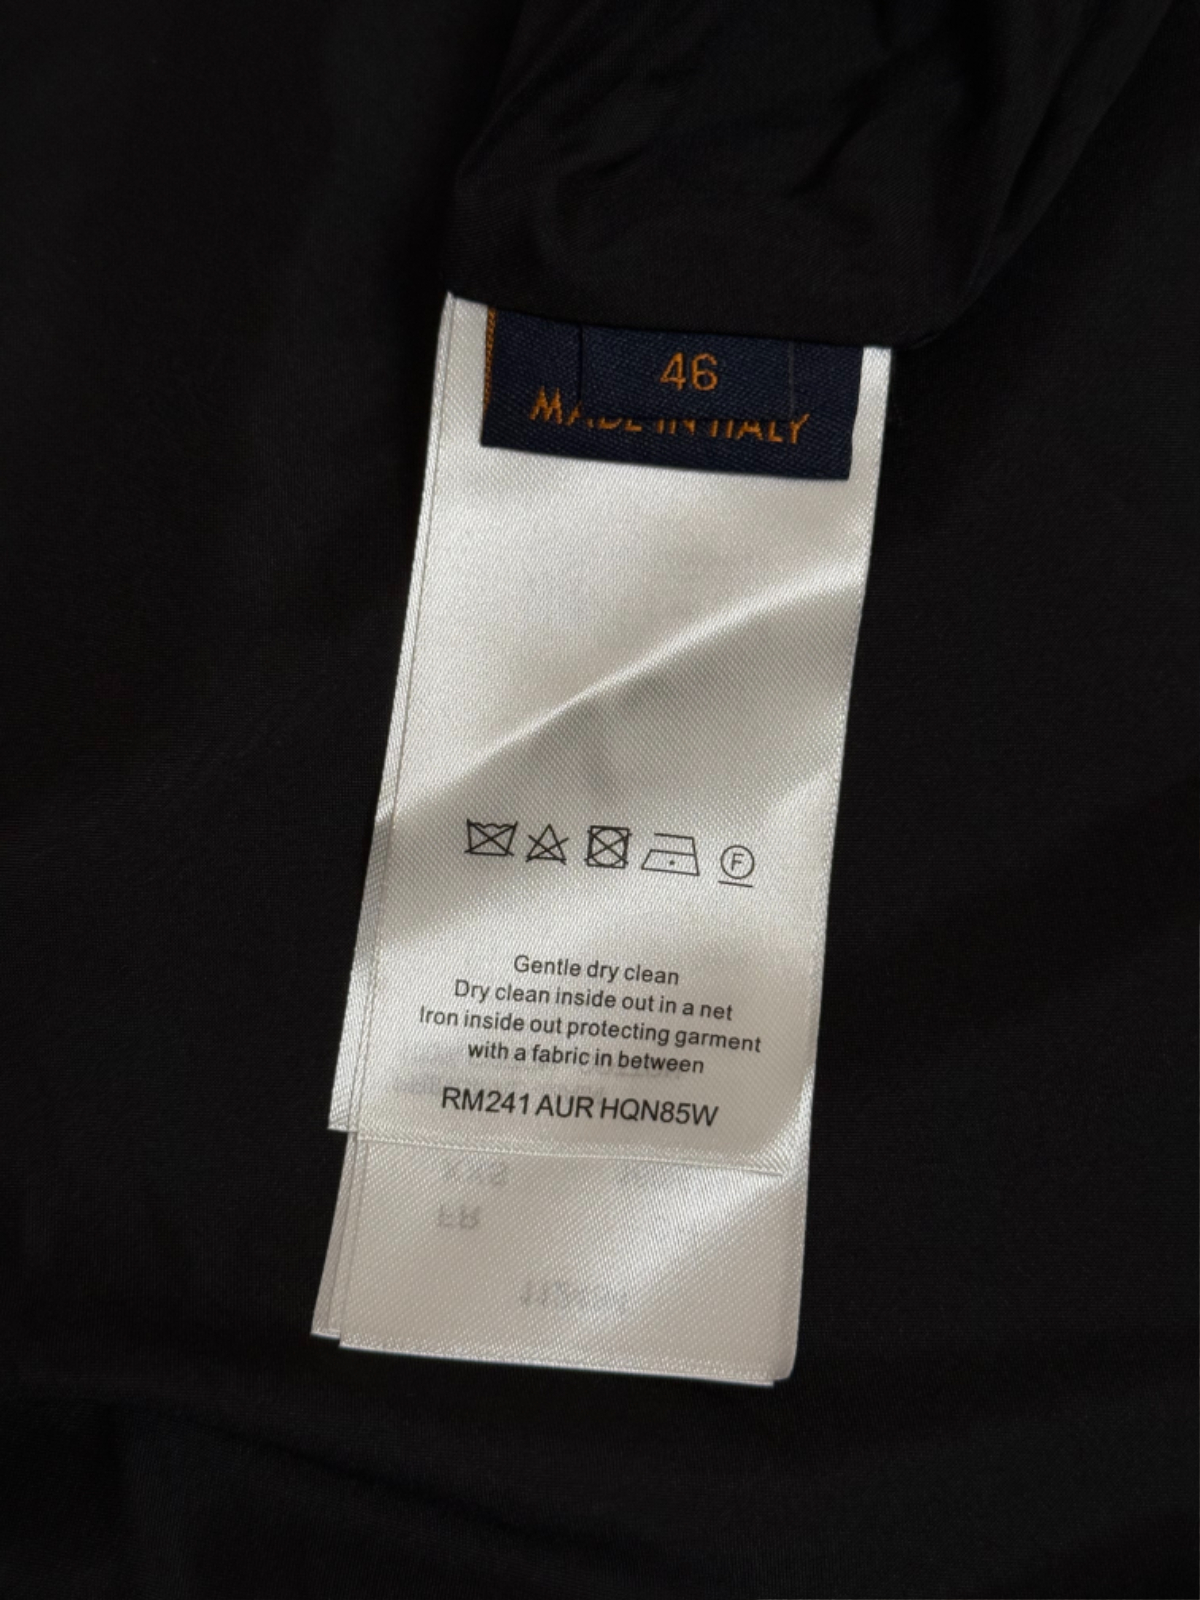 46
MADE IN ITALY
F
Gentle dry clean
Dry clean inside out in a net
Iron inside out protecting garment
with a fabric in between
RM241 AUR HQN85W
FR